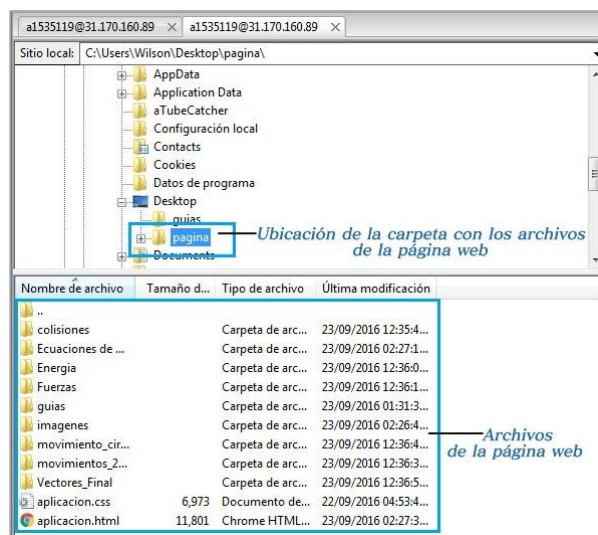 a1535119@31.170.160.89 × a1535119@31.170.160.89 ×
Sitio local: C:\Users\Wilson\Desktop\pagina\
AppData
Application Data
aTubeCatcher
Configuración local
Contacts
Cookies
Datos de programa
Desktop
guias
pagina
Documents
Ubicación de la carpeta con los archivos
de la página web
Nombre de archivo Tamaño d... Tipo de archivo Última modificación
..
colisiones Carpeta de arc... 23/09/2016 12:35:4...
Ecuaciones de ... Carpeta de arc... 23/09/2016 02:27:1...
Energia Carpeta de arc... 23/09/2016 12:36:0...
Fuerzas Carpeta de arc... 23/09/2016 12:36:1...
guias Carpeta de arc... 23/09/2016 01:31:3...
imagenes Carpeta de arc... 23/09/2016 02:26:4...
movimiento_cir... Carpeta de arc... 23/09/2016 12:36:4...
movimientos_2... Carpeta de arc... 23/09/2016 12:36:3...
Vectores_Final Carpeta de arc... 23/09/2016 12:36:5...
aplicacion.css 6,973 Documento de... 22/09/2016 04:53:4...
aplicacion.html 11,801 Chrome HTML... 23/09/2016 02:27:3...
Archivos
de la página web